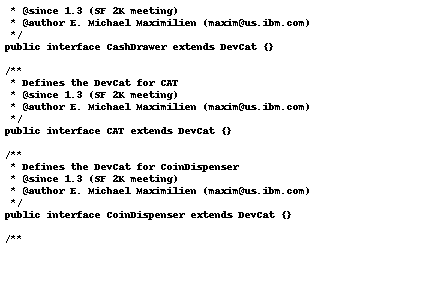 * @since 1.3 (SF 2K meeting)
 * @author E. Michael Maximilien (maxim@us.ibm.com)
 */
public interface CashDrawer extends DevCat {}

/**
 * Defines the DevCat for CAT
 * @since 1.3 (SF 2K meeting)
 * @author E. Michael Maximilien (maxim@us.ibm.com)
 */
public interface CAT extends DevCat {}

/**
 * Defines the DevCat for CoinDispenser
 * @since 1.3 (SF 2K meeting)
 * @author E. Michael Maximilien (maxim@us.ibm.com)
 */
public interface CoinDispenser extends DevCat {}

/**